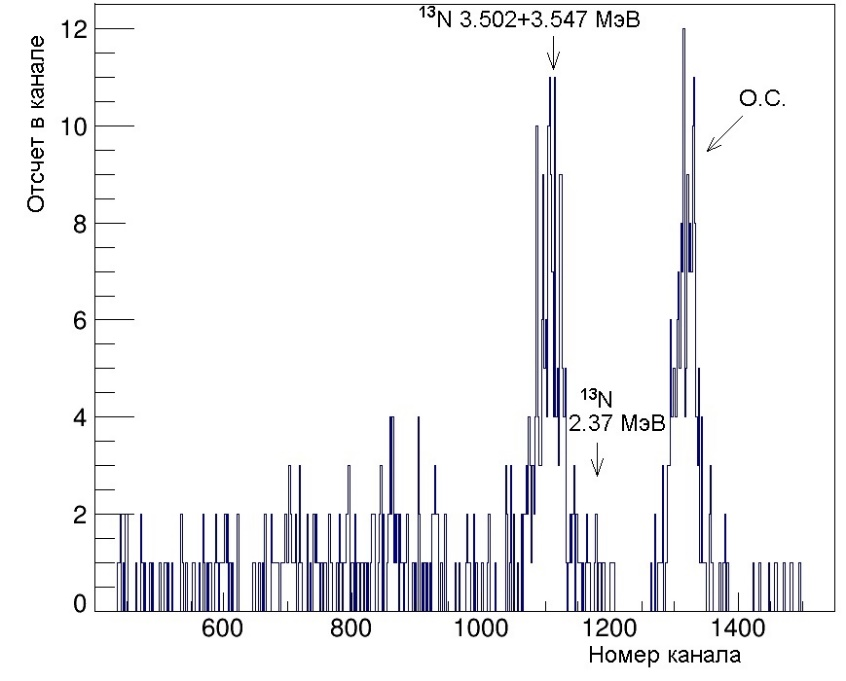 ¹³N 3.502+3.547 МэВ
О.С.
¹³N
2.37 МэВ
Отсчет в канале
12
10
8
6
4
2
0
600 800 1000 1200 1400
Номер канала